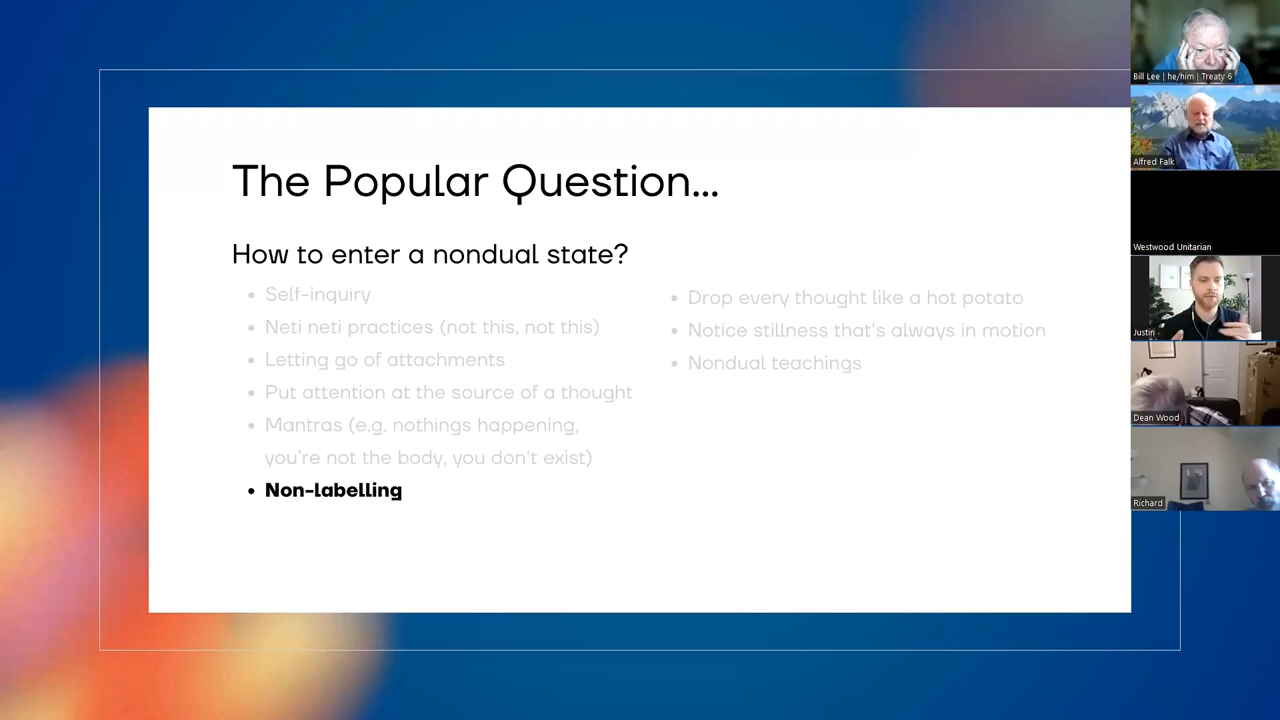 The Popular Question...
How to enter a nondual state?
Self-inquiry
Neti neti practices (not this, not this)
Letting go of attachments
Put attention at the source of a thought
Mantras (e.g. nothings happening,
you're not the body, you don't exist)
Non-labelling
Drop every thought like a hot potato
Notice stillness that's always in motion
Nondual teachings
Bill Lee | he/him | Treaty 6
Alfred Falk
Westwood Unitarian
Justin
Dean Wood
Richard